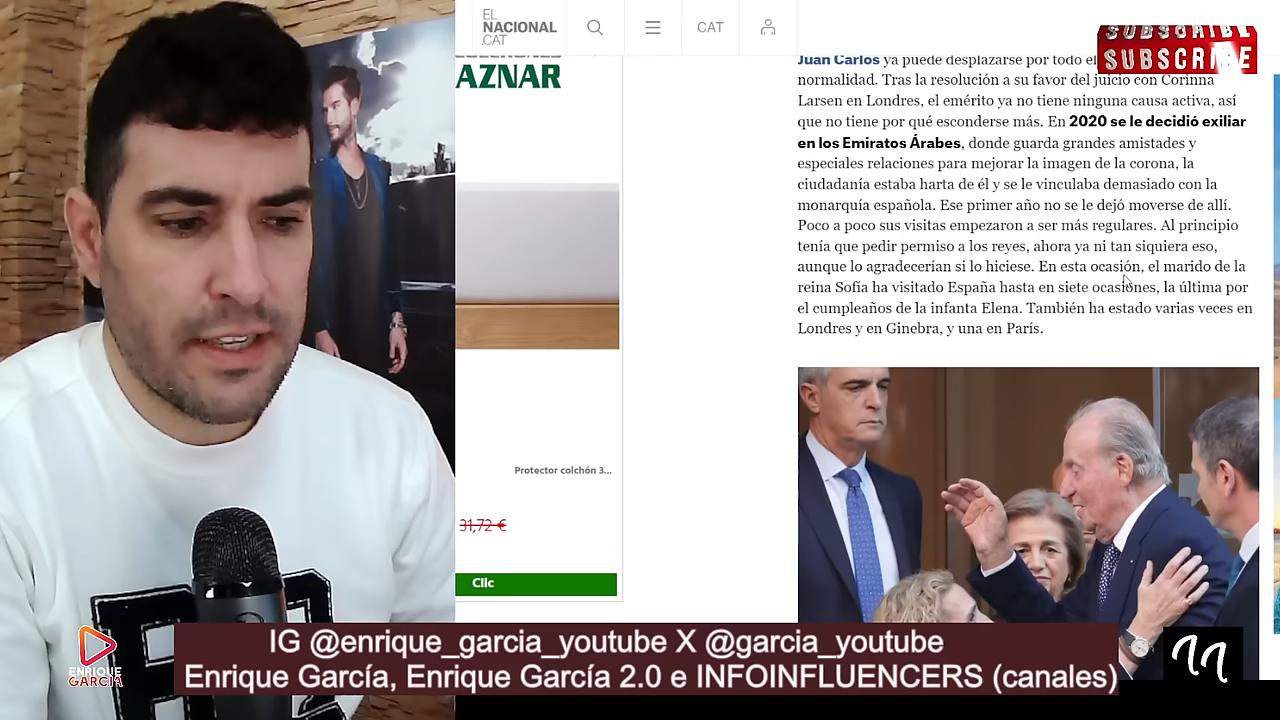 EL
NACIONAL
.CAT
CAT
SUBSCRIBE
SUBSCRIBE
AZNAR
Juan Carlos ya puede desplazarse por todo el
normalidad. Tras la resolución a su favor del juicio con Corinna
Larsen en Londres, el emérito ya no tiene ninguna causa activa, así
que no tiene por qué esconderse más. En 2020 se le decidió exiliar
en los Emiratos Árabes, donde guarda grandes amistades y
especiales relaciones para mejorar la imagen de la corona, la
ciudadanía estaba harta de él y se le vinculaba demasiado con la
monarquía española. Ese primer año no se le dejó moverse de allí.
Poco a poco sus visitas empezaron a ser más regulares. Al principio
tenía que pedir permiso a los reyes, ahora ya ni tan siquiera eso,
aunque lo agradecerían si lo hiciese. En esta ocasión, el marido de la
reina Sofía ha visitado España hasta en siete ocasiones, la última por
el cumpleaños de la infanta Elena. También ha estado varias veces en
Londres y en Ginebra, y una en París.
Protector colchón 3...
31,72 €
Clic
ENRIQUE
GARCÍA
IG @enrique_garcia_youtube X @garcia_youtube
Enrique García, Enrique García 2.0 e INFOINFLUENCERS (canales)